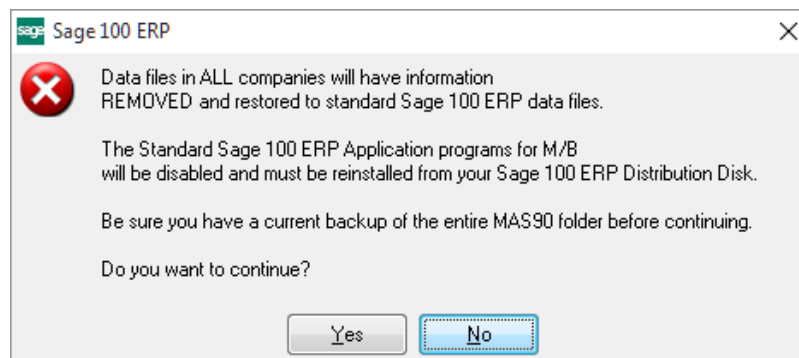 sage Sage 100 ERP
Data files in ALL companies will have information
REMOVED and restored to standard Sage 100 ERP data files.
The Standard Sage 100 ERP Application programs for M/B
will be disabled and must be reinstalled from your Sage 100 ERP Distribution Disk.
Be sure you have a current backup of the entire MAS90 folder before continuing.
Do you want to continue?
Yes No